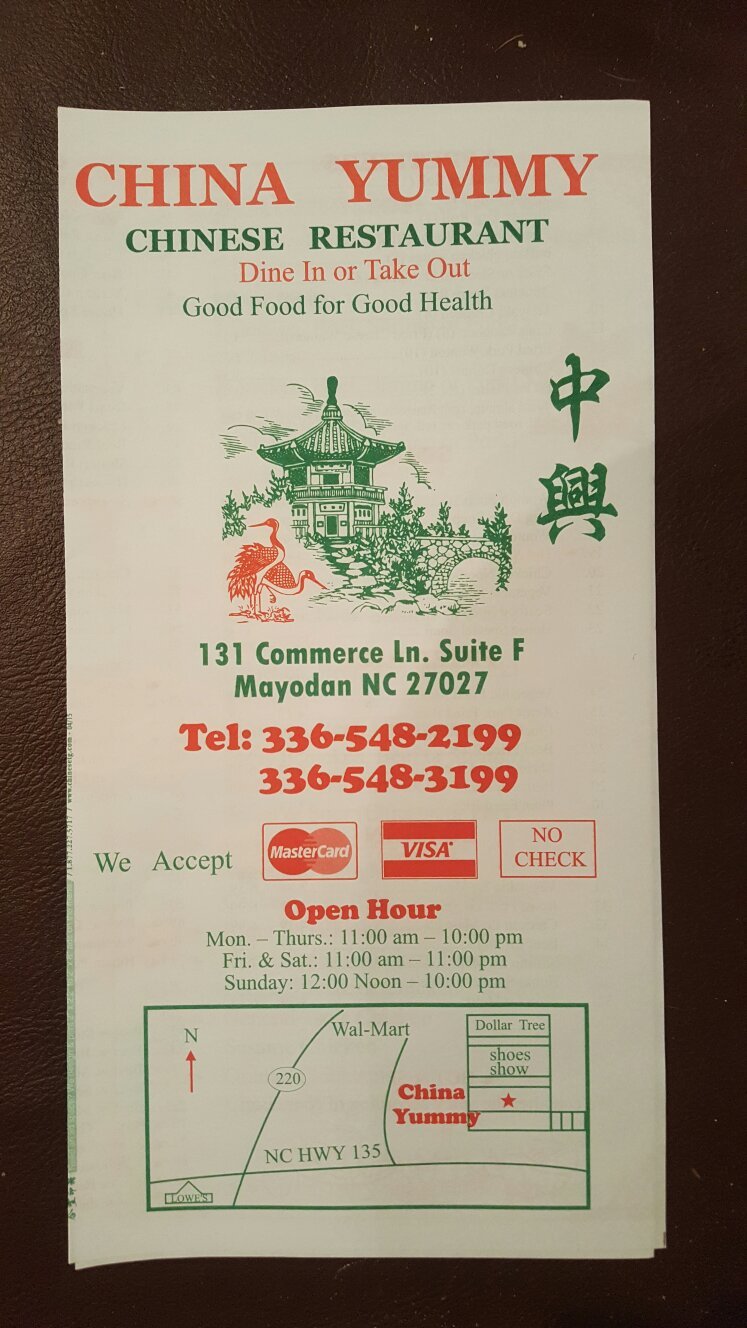 CHINA YUMMY
CHINESE RESTAURANT
Dine In or Take Out
Good Food for Good Health
中
興
131 Commerce Ln. Suite F
Mayodan NC 27027
Tel: 336-548-2199
336-548-3199
We Accept MasterCard VISA NO CHECK
Open Hour
Mon. – Thurs.: 11:00 am – 10:00 pm
Fri. & Sat.: 11:00 am – 11:00 pm
Sunday: 12:00 Noon – 10:00 pm
N
220
Wal-Mart
Dollar Tree
shoes
show
China
Yummy
NC HWY 135
LOWE'S